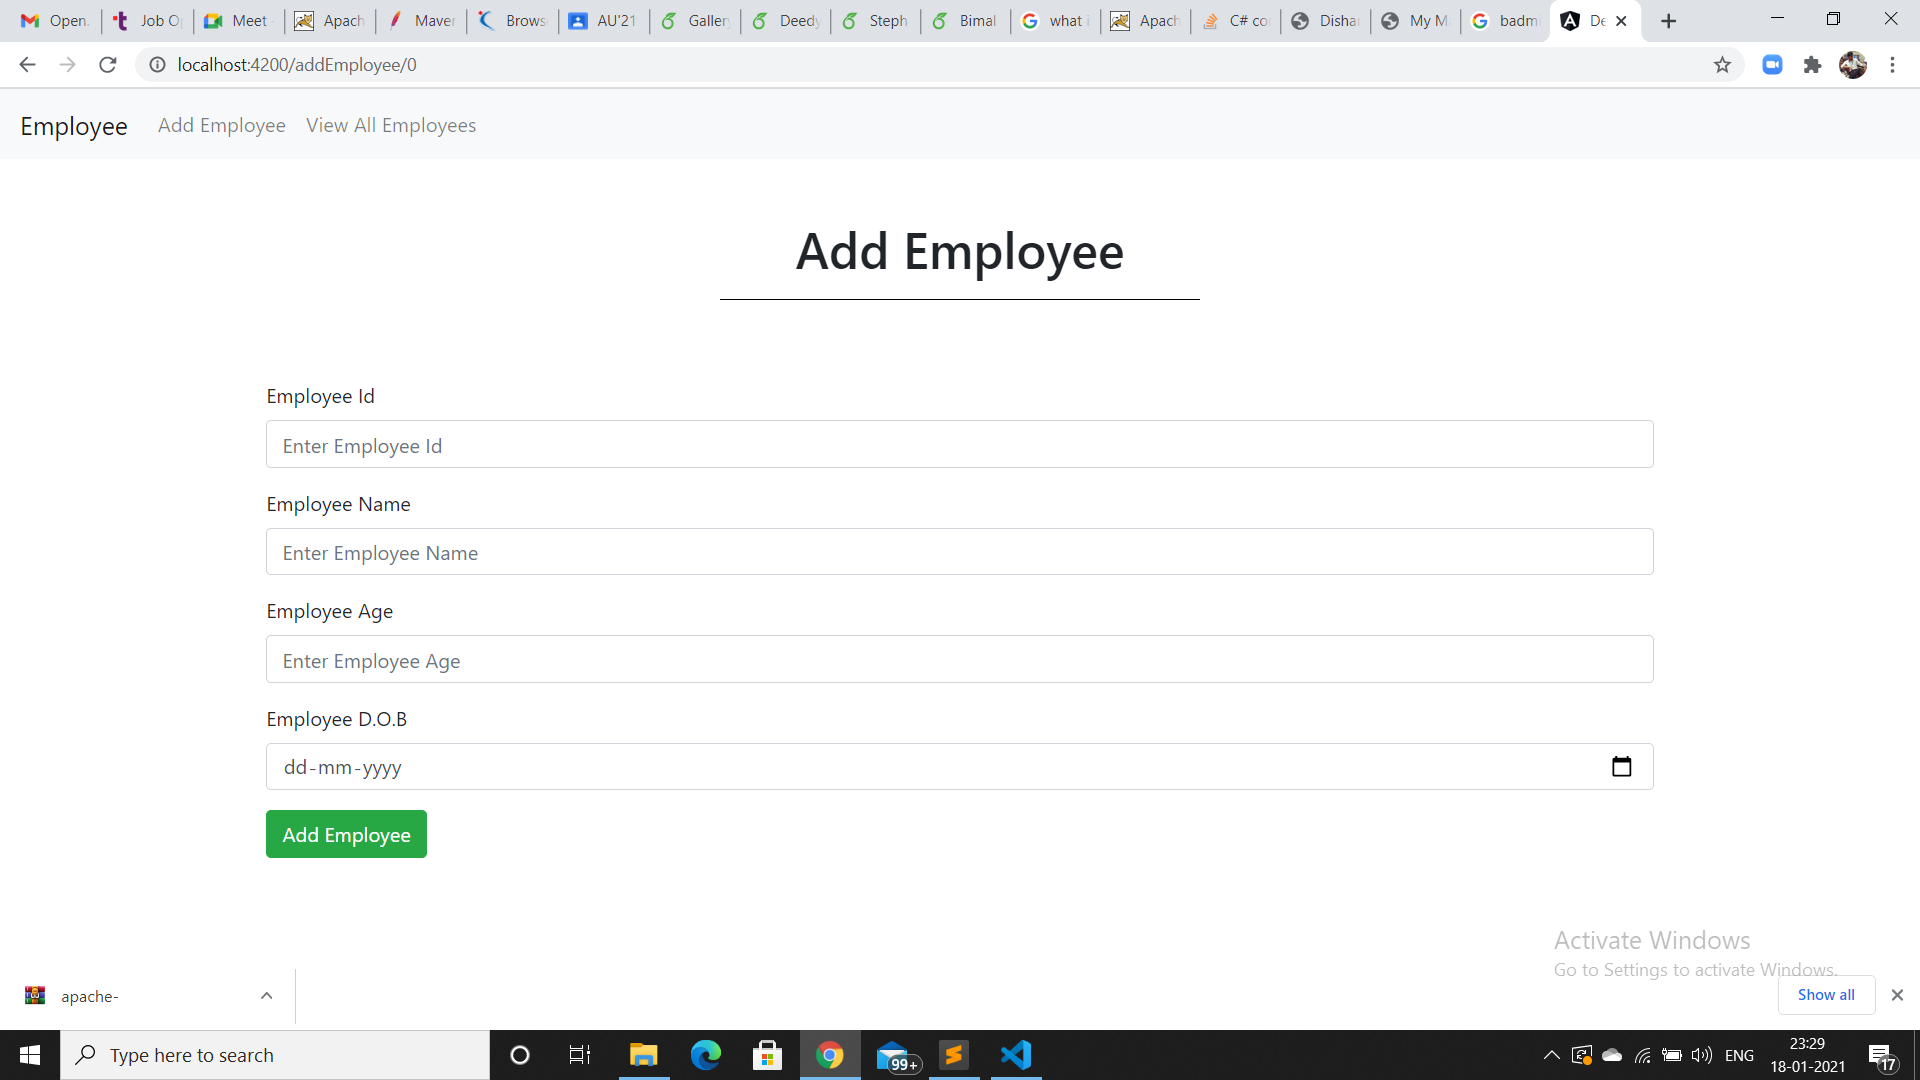 Open
Job O
Meet
Apach
Maver
Brows
AU'21
Gallery
Deedy
Steph
Bimal
what i
Apach
C# co
Disha
My M
badmi
De
localhost:4200/addEmployee/0
Employee Add Employee View All Employees
Add Employee
Employee Id
Enter Employee Id
Employee Name
Enter Employee Name
Employee Age
Enter Employee Age
Employee D.O.B
dd-mm-yyyy
Add Employee
Activate Windows
Go to Settings to activate Windows.
apache-
Show all
Type here to search
99+
ENG
23:29
18-01-2021
17